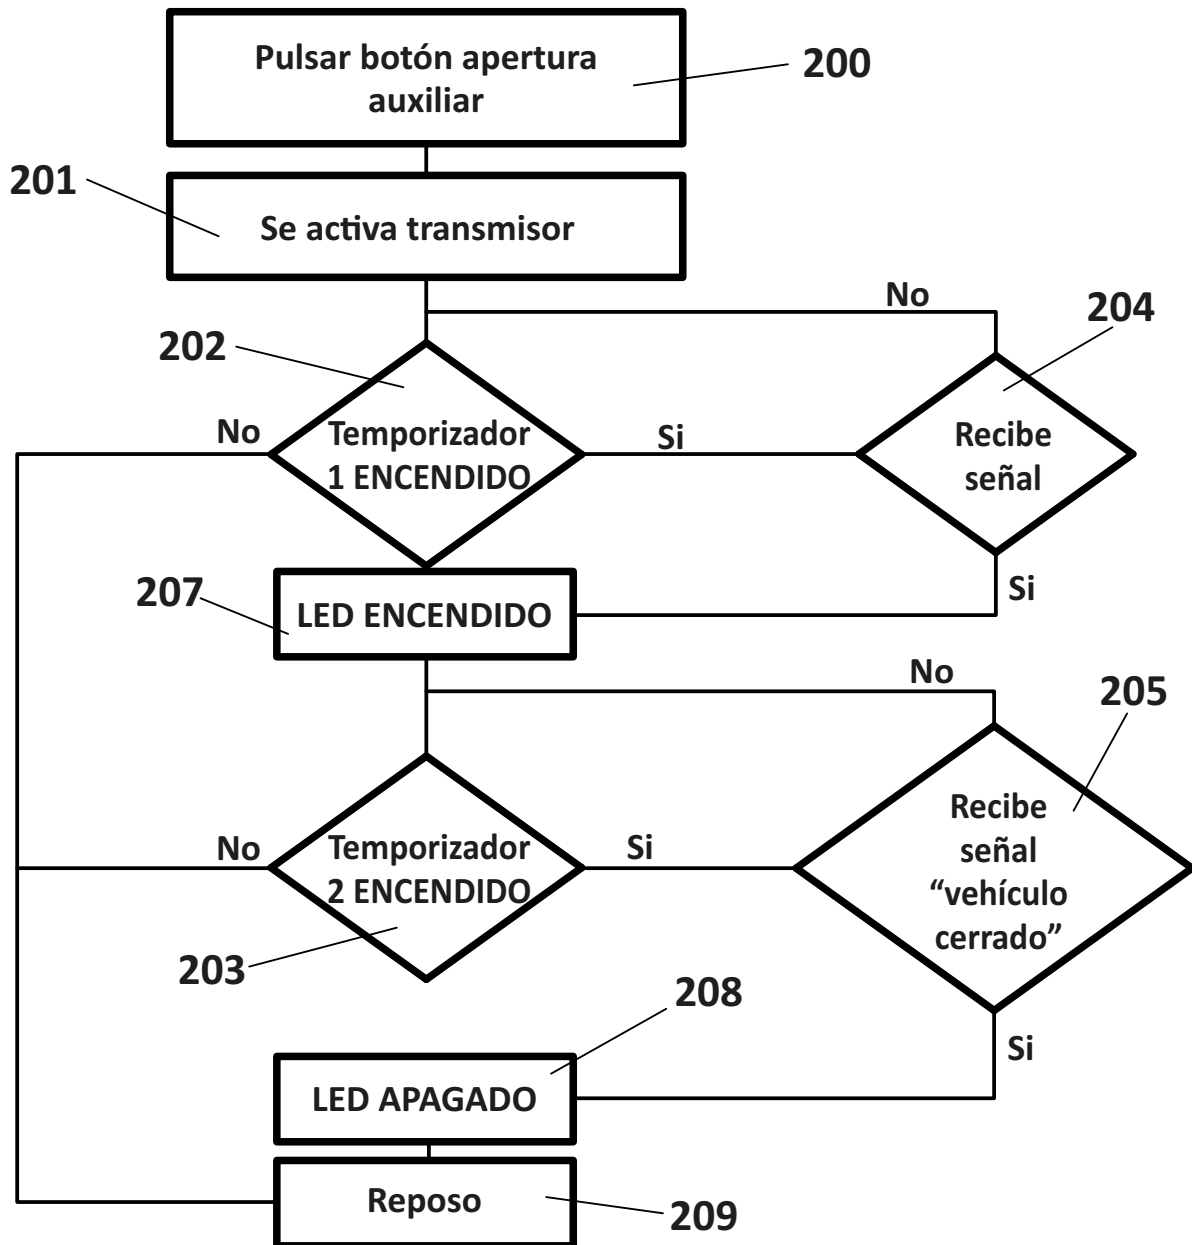 Pulsar botón apertura
auxiliar
200
201
Se activa transmisor
No
204
202
No
Temporizador
1 ENCENDIDO
Si
Recibe
señal
207
LED ENCENDIDO
Si
No
205
No
Temporizador
2 ENCENDIDO
Si
Recibe
señal
“vehículo
cerrado”
203
208
Si
LED APAGADO
Reposo
209